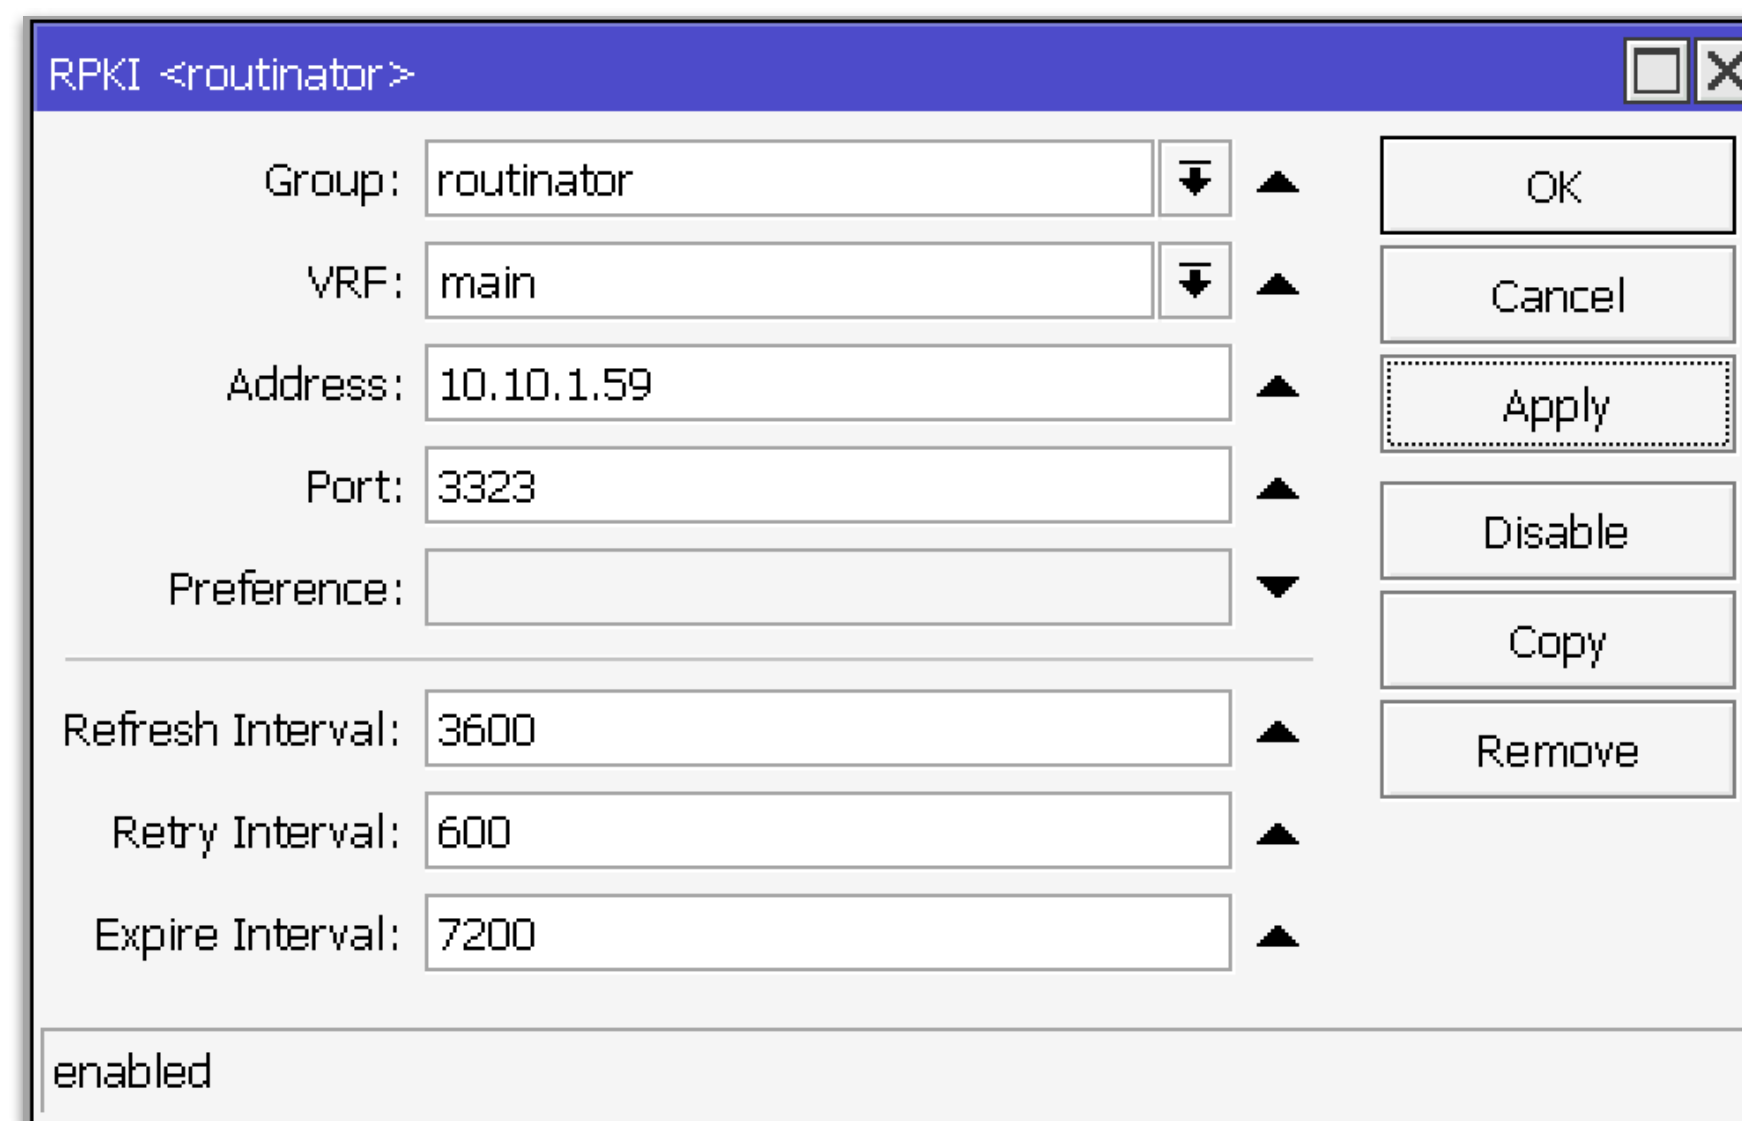 RPKI <routinator>
Group: routinator
VRF: main
Address: 10.10.1.59
Port: 3323
Preference:
Refresh Interval: 3600
Retry Interval: 600
Expire Interval: 7200
OK
Cancel
Apply
Disable
Copy
Remove
enabled